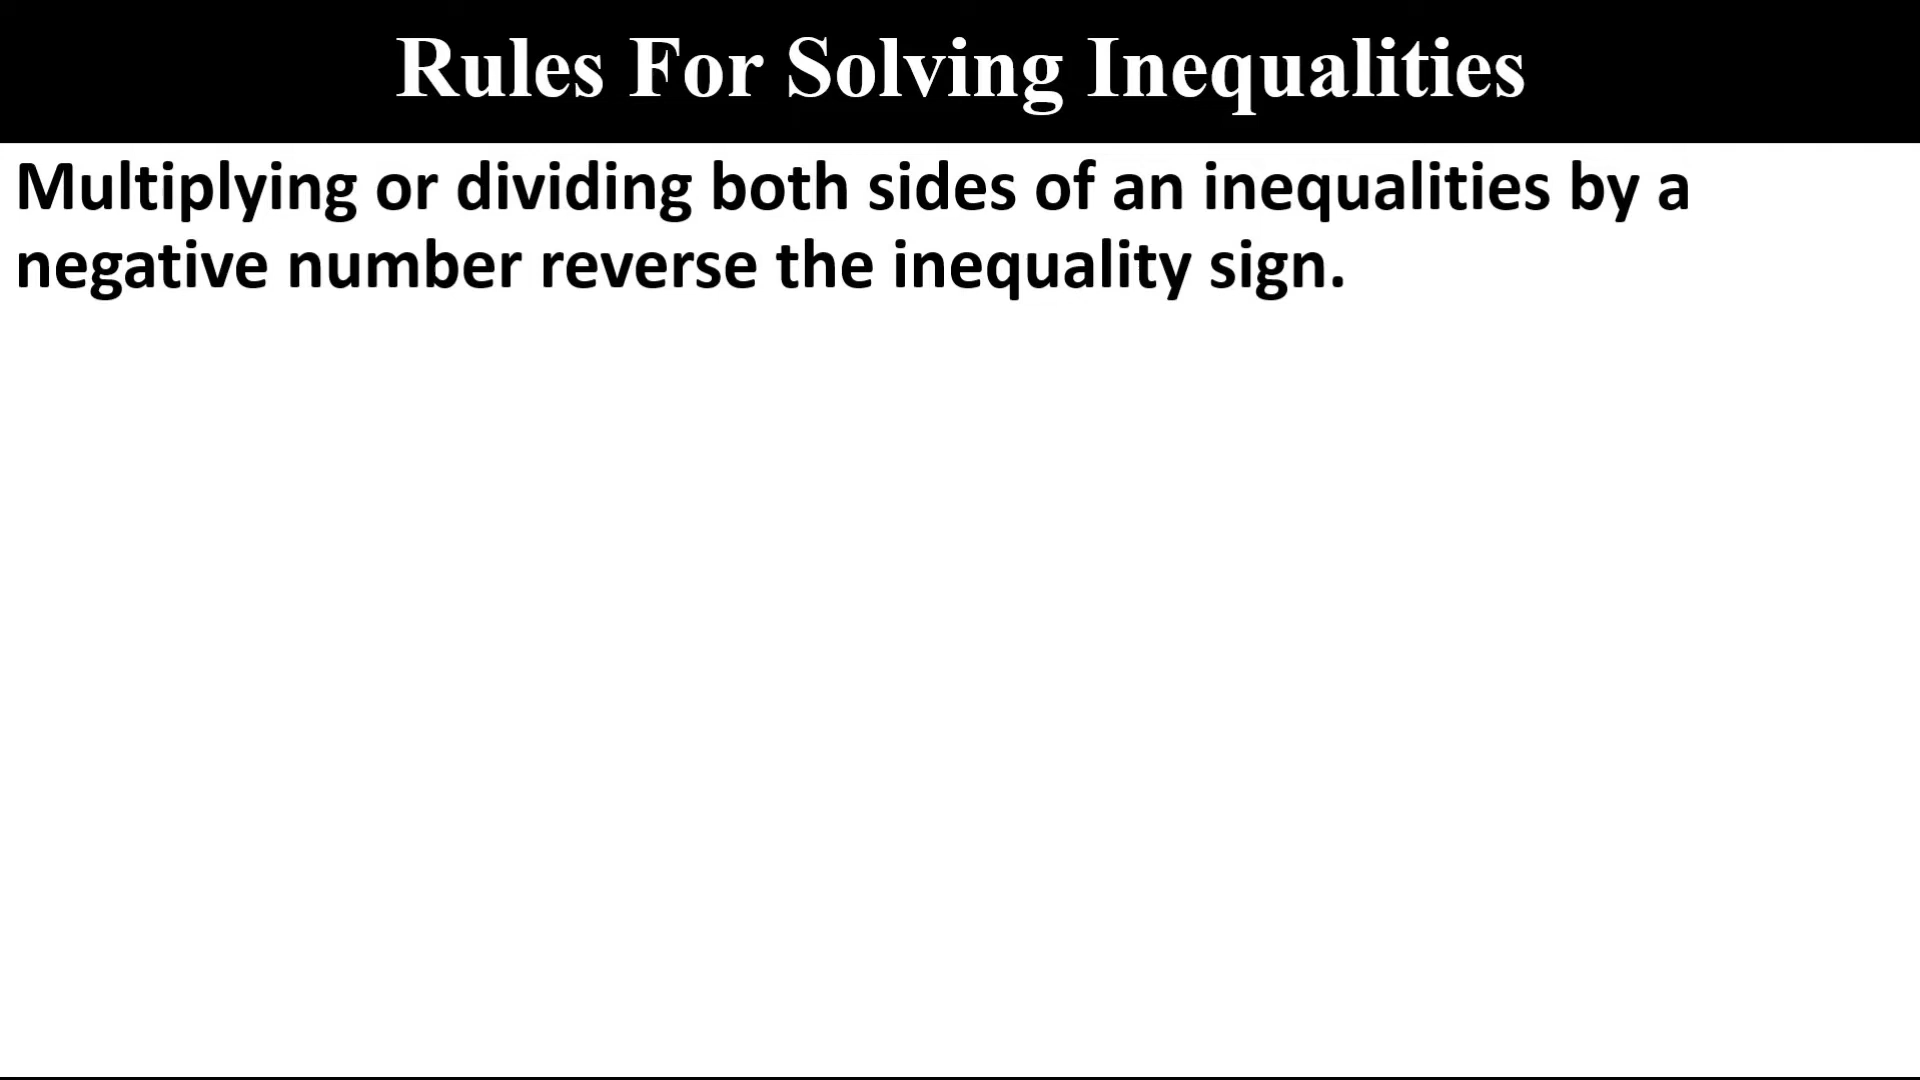 Rules For Solving Inequalities
Multiplying or dividing both sides of an inequalities by a
negative number reverse the inequality sign.